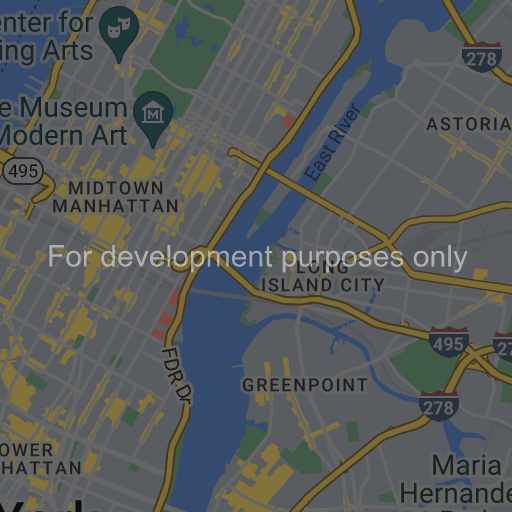 enter for
ing Arts
278
e Museum
Modern Art
ASTORIA
East River
495
MIDTOWN
MANHATTAN
For development purposes only
LONG
ISLAND CITY
495
27
FDR Dr
GREENPOINT
278
OWER
HATTAN
Maria
Hernande